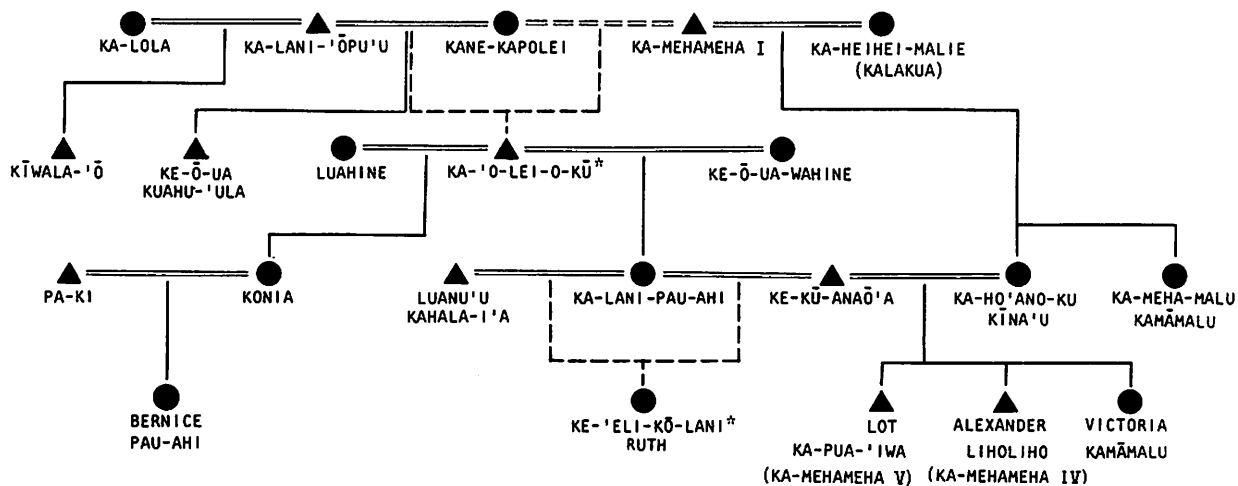 KA-LOLA
KA-LANI-'ŌPU'U
KANE-KAPOLEI
KA-MEHAMEHA I
KA-HEIHEI-MALIE
(KALAKUA)
KĪWALA-'Ō
KE-Ō-UA
KUAHU-'ULA
LUAHINE
KA-'O-LEI-O-KŪ*
KE-Ō-UA-WAHINE
PA-KI
KONIA
LUANU'U
KAHALA-I'A
KA-LANI-PAU-AHI
KE-KŪ-ANAŌ'A
KA-HO'ANO-KU
KĪNA'U
KA-MEHA-MALU
KAMĀMALU
BERNICE
PAU-AHI
KE-'ELI-KŌ-LANI*
RUTH
LOT
KA-PUA-'IWA
(KA-MEHAMEHA V)
ALEXANDER
LIHOLIHO
(KA-MEHAMEHA IV)
VICTORIA
KAMĀMALU